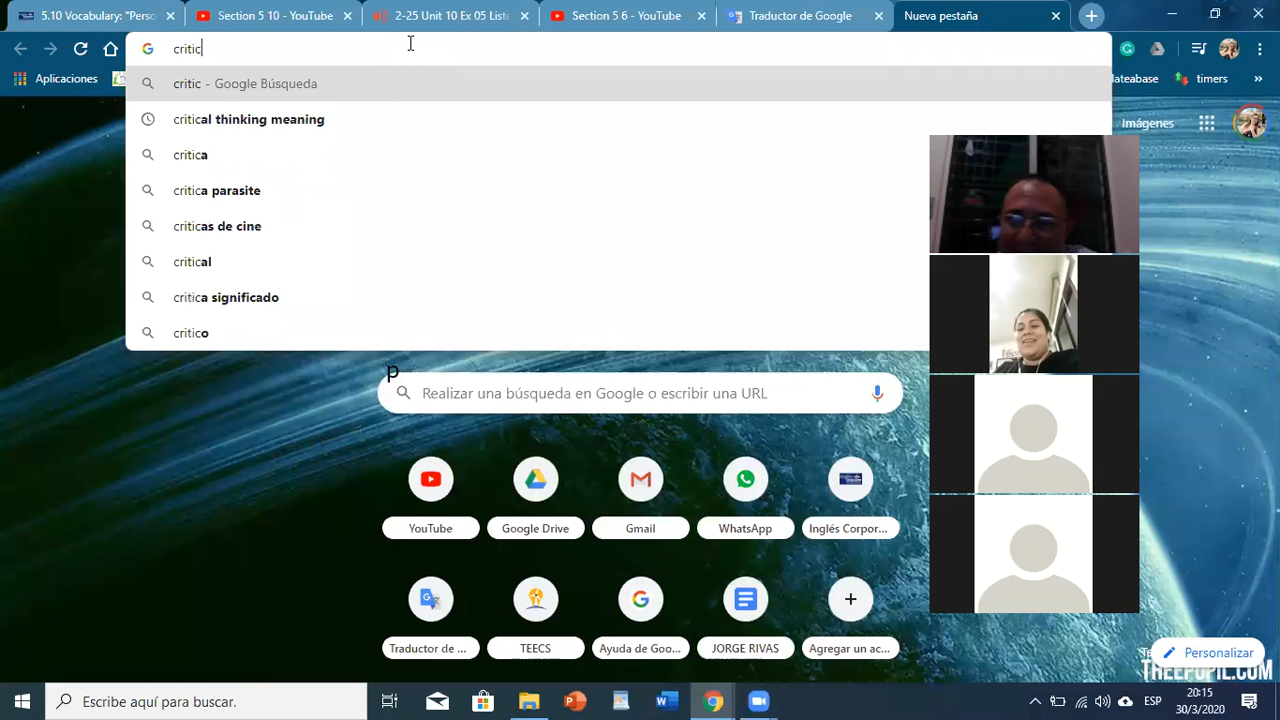 5.10 Vocabulary: "Perso
Section 5 10 - YouTube
2-25 Unit 10 Ex 05 Liste
Section 5 6 - YouTube
Traductor de Google
Nueva pestaña
critic
Aplicaciones
ateabase
timers
»
critic - Google Búsqueda
critical thinking meaning
Imágenes
critica
critica parasite
criticas de cine
critical
critica significado
critico
p
Realizar una búsqueda en Google o escribir una URL
YouTube
Google Drive
Gmail
WhatsApp
Inglés Corpor...
Traductor de ...
TEECS
Ayuda de Goo...
JORGE RIVAS
Agregar un ac...
Personalizar
THEEPUPIL.COM
Escribe aquí para buscar.
ESP
20:15
30/3/2020